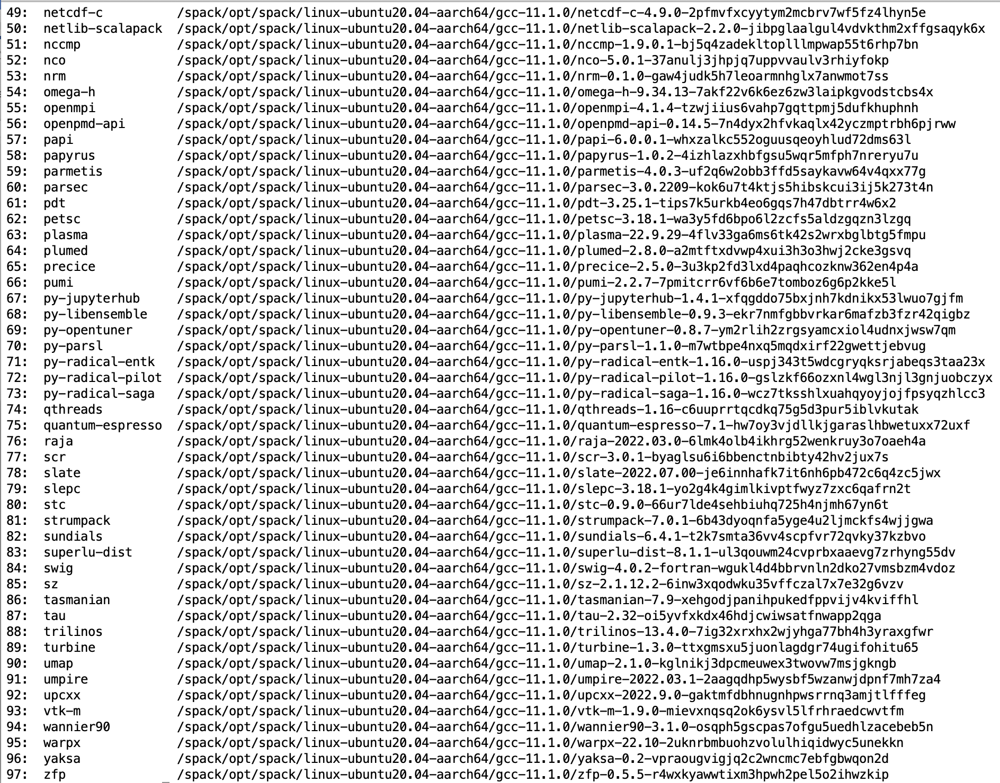 49: netcdf-c /spack/opt/spack/linux-ubuntu20.04-aarch64/gcc-11.1.0/netcdf-c-4.9.0-2pfmvfxcyytym2mcbrv7wf5fz4lhyn5e
50: netlib-scalapack /spack/opt/spack/linux-ubuntu20.04-aarch64/gcc-11.1.0/netlib-scalapack-2.2.0-jibpglaalgul4vdvkthm2xffgsaqyk6x
51: nccmp /spack/opt/spack/linux-ubuntu20.04-aarch64/gcc-11.1.0/nccmp-1.9.0.1-bj5q4zadekltoplllmpwap55t6rhp7bn
52: nco /spack/opt/spack/linux-ubuntu20.04-aarch64/gcc-11.1.0/nco-5.0.1-37anulj3jhpjq7uppvvaulv3rhiyfokp
53: nrm /spack/opt/spack/linux-ubuntu20.04-aarch64/gcc-11.1.0/nrm-0.1.0-gaw4judk5h7leoarmnhglx7anwmot7ss
54: omega-h /spack/opt/spack/linux-ubuntu20.04-aarch64/gcc-11.1.0/omega-h-9.34.13-7akf22v6k6ez6zw3laipkgvodstcbs4x
55: openmpi /spack/opt/spack/linux-ubuntu20.04-aarch64/gcc-11.1.0/openmpi-4.1.4-tzwjiius6vahp7gqttpmj5dufkhuphnh
56: openpmd-api /spack/opt/spack/linux-ubuntu20.04-aarch64/gcc-11.1.0/openpmd-api-0.14.5-7n4dyx2hfvkaqlx42yczmptrbh6pjrww
57: papi /spack/opt/spack/linux-ubuntu20.04-aarch64/gcc-11.1.0/papi-6.0.0.1-whxzalkc552oguusqeoyhlud72dms63l
58: papyrus /spack/opt/spack/linux-ubuntu20.04-aarch64/gcc-11.1.0/papyrus-1.0.2-4izhlazxhbfgsu5wqr5mfph7nreryu7u
59: parmetis /spack/opt/spack/linux-ubuntu20.04-aarch64/gcc-11.1.0/parmetis-4.0.3-uf2q6w2obb3ffd5saykavw64v4qxx77g
60: parsec /spack/opt/spack/linux-ubuntu20.04-aarch64/gcc-11.1.0/parsec-3.0.2209-kok6u7t4ktjs5hibskcui3ij5k273t4n
61: pdt /spack/opt/spack/linux-ubuntu20.04-aarch64/gcc-11.1.0/pdt-3.25.1-tips7k5urkb4eo6gqs7h47dbtrr4w6x2
62: petsc /spack/opt/spack/linux-ubuntu20.04-aarch64/gcc-11.1.0/petsc-3.18.1-wa3y5fd6bpo6l2zcfs5aldzgqzn3lzgq
63: plasma /spack/opt/spack/linux-ubuntu20.04-aarch64/gcc-11.1.0/plasma-22.9.29-4flv33ga6ms6tk42s2wrxbglbtg5fmpu
64: plumed /spack/opt/spack/linux-ubuntu20.04-aarch64/gcc-11.1.0/plumed-2.8.0-a2mtftxdvwp4xui3h3o3hwj2cke3gsvq
65: precice /spack/opt/spack/linux-ubuntu20.04-aarch64/gcc-11.1.0/precice-2.5.0-3u3kp2fd3lxd4paqhcozknw362en4p4a
66: pumi /spack/opt/spack/linux-ubuntu20.04-aarch64/gcc-11.1.0/pumi-2.2.7-7pmitcrr6vf6b6e7tomboz6g6p2kke5l
67: py-jupyterhub /spack/opt/spack/linux-ubuntu20.04-aarch64/gcc-11.1.0/py-jupyterhub-1.4.1-xfqgddo75bxjnh7kdnikx53lwuo7gjfm
68: py-libensemble /spack/opt/spack/linux-ubuntu20.04-aarch64/gcc-11.1.0/py-libensemble-0.9.3-ekr7nmfgbbvrkar6mafzb3fzr42qigbz
69: py-opentuner /spack/opt/spack/linux-ubuntu20.04-aarch64/gcc-11.1.0/py-opentuner-0.8.7-ym2rlih2zrgsyamcxiol4udnxjwsw7qm
70: py-parsl /spack/opt/spack/linux-ubuntu20.04-aarch64/gcc-11.1.0/py-parsl-1.1.0-m7wtbpe4nxq5mqdxirf22gwettjebvug
71: py-radical-entk /spack/opt/spack/linux-ubuntu20.04-aarch64/gcc-11.1.0/py-radical-entk-1.16.0-uspj343t5wdcgryqksrjabeqs3taa23x
72: py-radical-pilot /spack/opt/spack/linux-ubuntu20.04-aarch64/gcc-11.1.0/py-radical-pilot-1.16.0-gslzkf66ozxnl4wgl3njl3gnjuobczyx
73: py-radical-saga /spack/opt/spack/linux-ubuntu20.04-aarch64/gcc-11.1.0/py-radical-saga-1.16.0-wcz7tksshlxuahqyoyjojfpsyqzhlcc3
74: qthreads /spack/opt/spack/linux-ubuntu20.04-aarch64/gcc-11.1.0/qthreads-1.16-c6uuprrtqcdkq75g5d3pur5iblvkutak
75: quantum-espresso /spack/opt/spack/linux-ubuntu20.04-aarch64/gcc-11.1.0/quantum-espresso-7.1-hw7oy3vjdllkjgaraslhbwetuxx72uxf
76: raja /spack/opt/spack/linux-ubuntu20.04-aarch64/gcc-11.1.0/raja-2022.03.0-6lmk4olb4ikhrg52wenkruy3o7oaeh4a
77: scr /spack/opt/spack/linux-ubuntu20.04-aarch64/gcc-11.1.0/scr-3.0.1-byaglsu6i6bbenctnbibty42hv2jux7s
78: slate /spack/opt/spack/linux-ubuntu20.04-aarch64/gcc-11.1.0/slate-2022.07.00-je6innhafk7it6nh6pb472c6q4zc5jwx
79: slepc /spack/opt/spack/linux-ubuntu20.04-aarch64/gcc-11.1.0/slepc-3.18.1-yo2g4k4gimlkivptfwyz7zxc6qafrn2t
80: stc /spack/opt/spack/linux-ubuntu20.04-aarch64/gcc-11.1.0/stc-0.9.0-66ur7lde4sehbiuhq725h4njmh67yn6t
81: strumpack /spack/opt/spack/linux-ubuntu20.04-aarch64/gcc-11.1.0/strumpack-7.0.1-6b43dyoqnfa5yge4u2ljmckfs4wjjgwa
82: sundials /spack/opt/spack/linux-ubuntu20.04-aarch64/gcc-11.1.0/sundials-6.4.1-t2k7smta36vv4scpfvr72qvky37kzbvo
83: superlu-dist /spack/opt/spack/linux-ubuntu20.04-aarch64/gcc-11.1.0/superlu-dist-8.1.1-ul3qouwm24cvprbxaaevg7zrhyng55dv
84: swig /spack/opt/spack/linux-ubuntu20.04-aarch64/gcc-11.1.0/swig-4.0.2-fortran-wgukl4d4bbrvnln2dko27vmsbzm4vdoz
85: sz /spack/opt/spack/linux-ubuntu20.04-aarch64/gcc-11.1.0/sz-2.1.12.2-6inw3xqodwku35vffczal7x7e32g6vzv
86: tasmanian /spack/opt/spack/linux-ubuntu20.04-aarch64/gcc-11.1.0/tasmanian-7.9-xehgodjpanihpukedfppvijv4kviffhl
87: tau /spack/opt/spack/linux-ubuntu20.04-aarch64/gcc-11.1.0/tau-2.32-oi5yvfxkdx46hdjcwiwsatfnwapp2qga
88: trilinos /spack/opt/spack/linux-ubuntu20.04-aarch64/gcc-11.1.0/trilinos-13.4.0-7ig32xrxhx2wjyhga77bh4h3yraxgfwr
89: turbine /spack/opt/spack/linux-ubuntu20.04-aarch64/gcc-11.1.0/turbine-1.3.0-ttxgmsxu5juonlagdgr74ugifohitu65
90: umap /spack/opt/spack/linux-ubuntu20.04-aarch64/gcc-11.1.0/umap-2.1.0-kglnikj3dpcmeuwex3twovw7msjgkngb
91: umpire /spack/opt/spack/linux-ubuntu20.04-aarch64/gcc-11.1.0/umpire-2022.03.1-2aagqdhp5wysbf5wzanwjdpnf7mh7za4
92: upcxx /spack/opt/spack/linux-ubuntu20.04-aarch64/gcc-11.1.0/upcxx-2022.9.0-gaktmfdbhnugnhpwsrrnq3amjtlfffeg
93: vtk-m /spack/opt/spack/linux-ubuntu20.04-aarch64/gcc-11.1.0/vtk-m-1.9.0-mievxnqsq2ok6ysvl5lfrhraedcwvtfm
94: wannier90 /spack/opt/spack/linux-ubuntu20.04-aarch64/gcc-11.1.0/wannier90-3.1.0-osqph5gscpas7ofgu5uedhlzacebeb5n
95: warpx /spack/opt/spack/linux-ubuntu20.04-aarch64/gcc-11.1.0/warpx-22.10-2uknrbmbuohzvolulhiqidwyc5unekkn
96: yaksa /spack/opt/spack/linux-ubuntu20.04-aarch64/gcc-11.1.0/yaksa-0.2-vpraougvigjq2c2wncmc7ebfgbwqon2d
97: zfp /spack/opt/spack/linux-ubuntu20.04-aarch64/gcc-11.1.0/zfp-0.5.5-r4wxkyawwtixm3hpwh2pel5o2ihwzkip